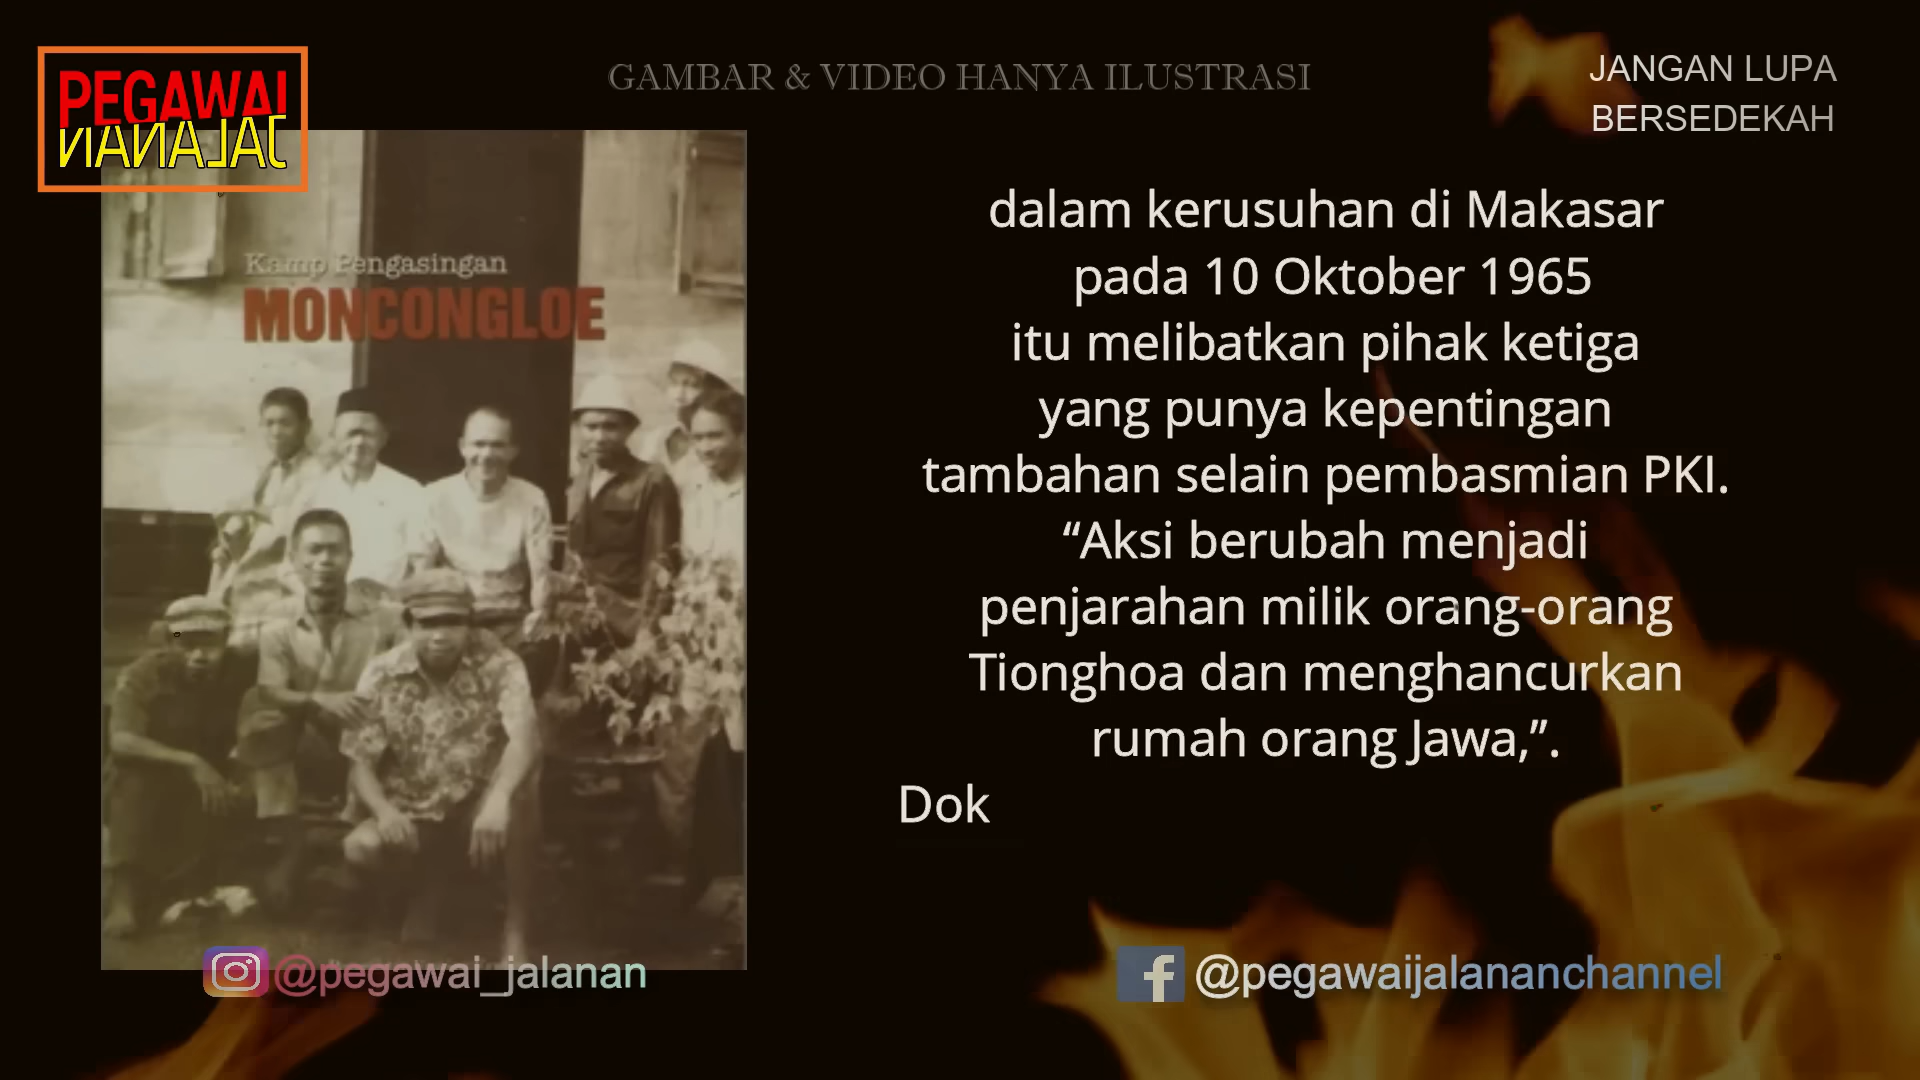 PEGAWAI
JALANAN
GAMBAR & VIDEO HANYA ILUSTRASI
JANGAN LUPA
BERSEDEKAH
Kamp Pengasingan
MONCONGLOE
dalam kerusuhan di Makasar
pada 10 Oktober 1965
itu melibatkan pihak ketiga
yang punya kepentingan
tambahan selain pembasmian PKI.
“Aksi berubah menjadi
penjarahan milik orang-orang
Tionghoa dan menghancurkan
rumah orang Jawa,”.
Dok
@pegawai_jalanan
@pegawaijalananchannel